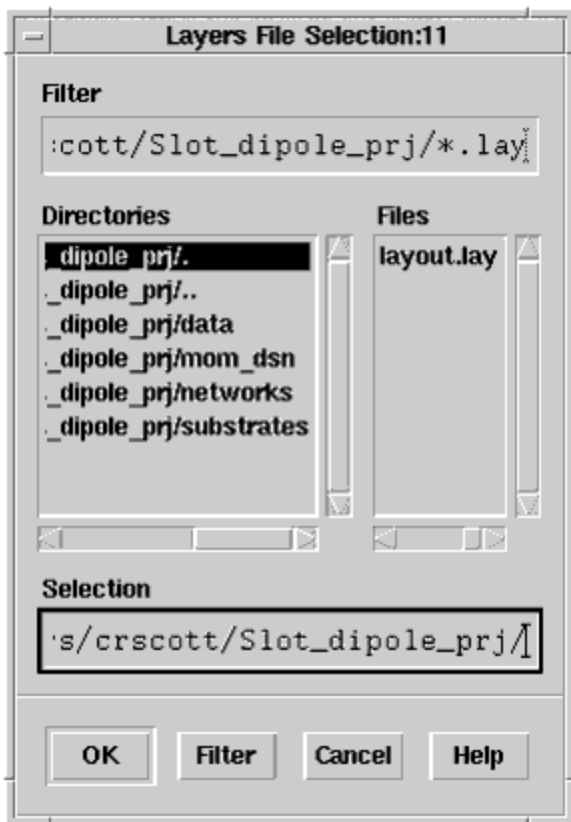 Layers File Selection:11
Filter
cott/Slot_dipole_prj/*.lay
Directories
Files
_dipole_prj/.
layout.lay
_dipole_prj/..
_dipole_prj/data
_dipole_prj/mom_dsn
_dipole_prj/networks
_dipole_prj/substrates
Selection
s/crscott/Slot_dipole_prj/
OK
Filter
Cancel
Help